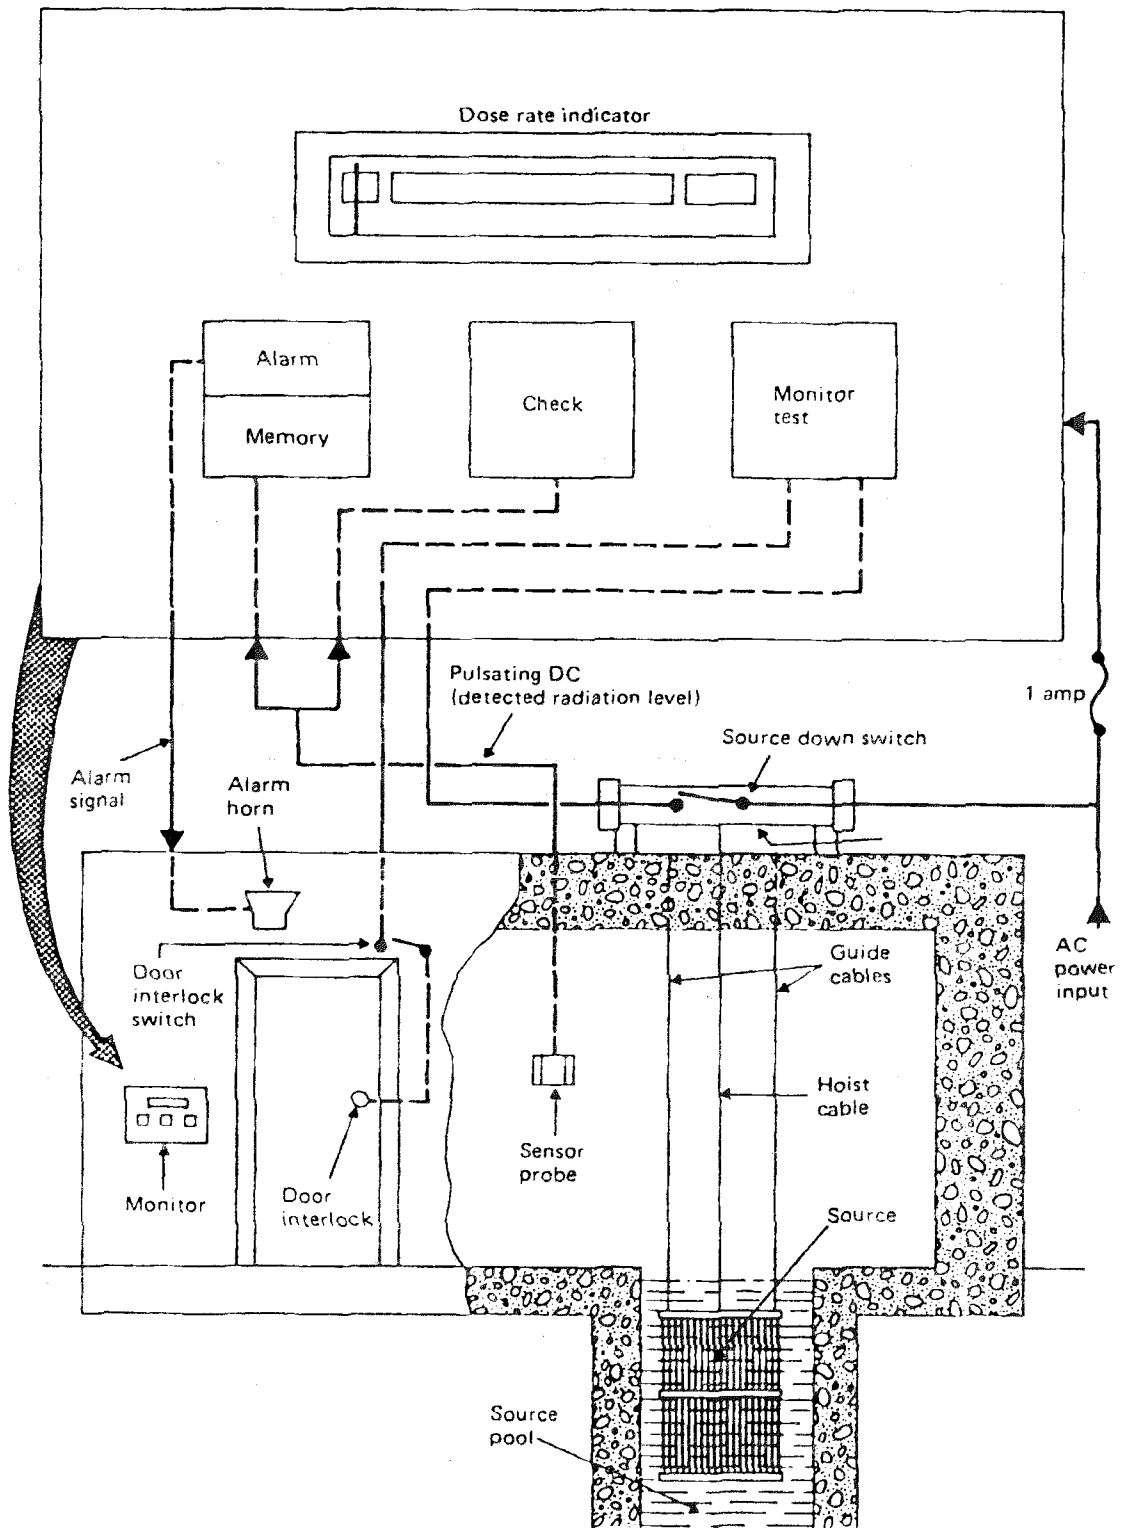 Dose rate indicator
Alarm
Memory
Check
Monitor
test
Pulsating DC
(detected radiation level)
1 amp
Source down switch
Alarm
signal
Alarm
horn
Door
interlock
switch
AC
power
input
Guide
cables
Hoist
cable
Sensor
probe
Monitor
Door
interlock
Source
Source
pool